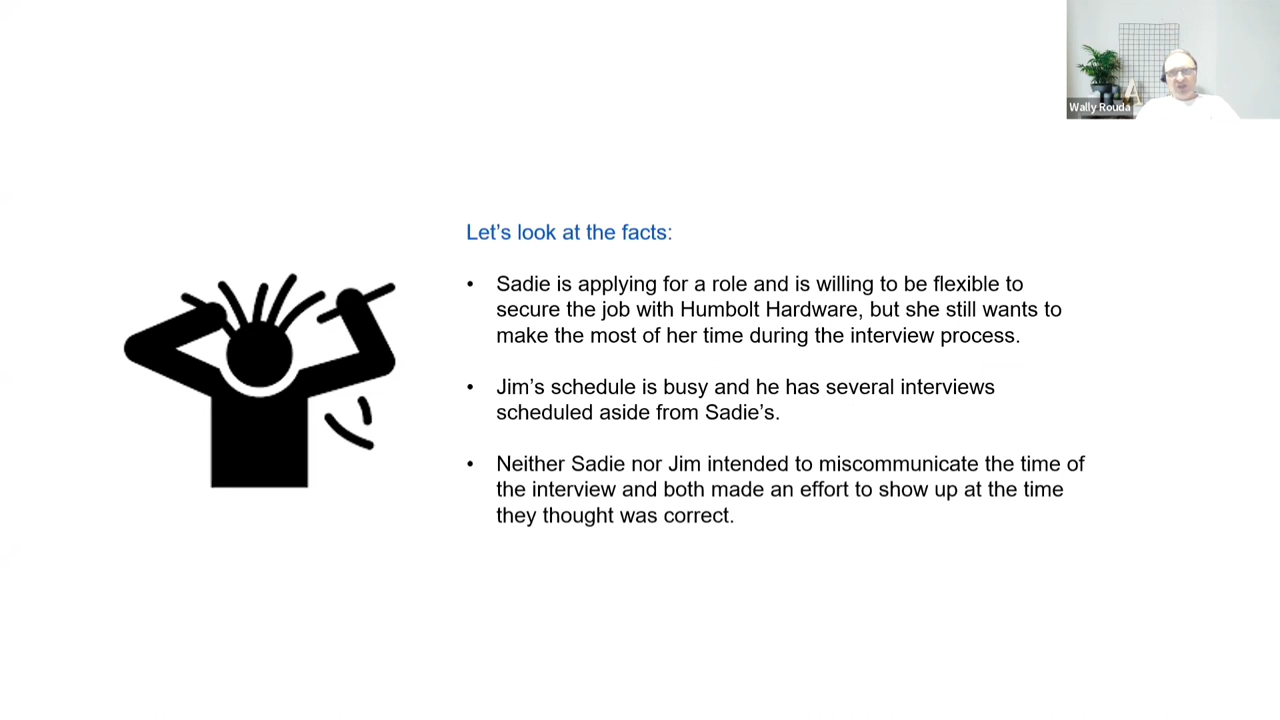 Wally Rouda
Let's look at the facts:
• Sadie is applying for a role and is willing to be flexible to
secure the job with Humbolt Hardware, but she still wants to
make the most of her time during the interview process.
• Jim's schedule is busy and he has several interviews
scheduled aside from Sadie's.
• Neither Sadie nor Jim intended to miscommunicate the time of
the interview and both made an effort to show up at the time
they thought was correct.